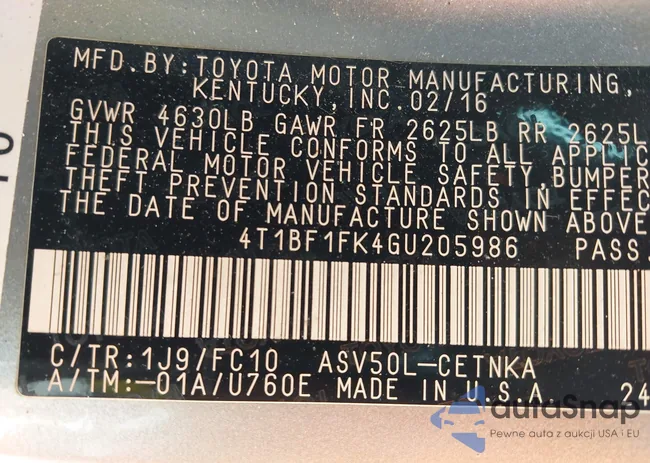 MFD. BY: TOYOTA MOTOR MANUFACTURING,
KENTUCKY, INC. 02/16
GVWR 4630LB GAWR FR 2625LB RR 2625L
THIS VEHICLE CONFORMS TO ALL APPLIC
FEDERAL MOTOR VEHICLE SAFETY, BUMPER
THEFT PREVENTION STANDARDS IN EFFEC
THE DATE OF MANUFACTURE SHOWN ABOVE
4T1BF1FK4GU205986 PASS.
C/TR: 1J9/FC10 ASV50L-CETNKA
A/TM: -01A/U760E MADE IN U.S.A. 24
autaSnap
Pewne auta z aukcji USA i EU